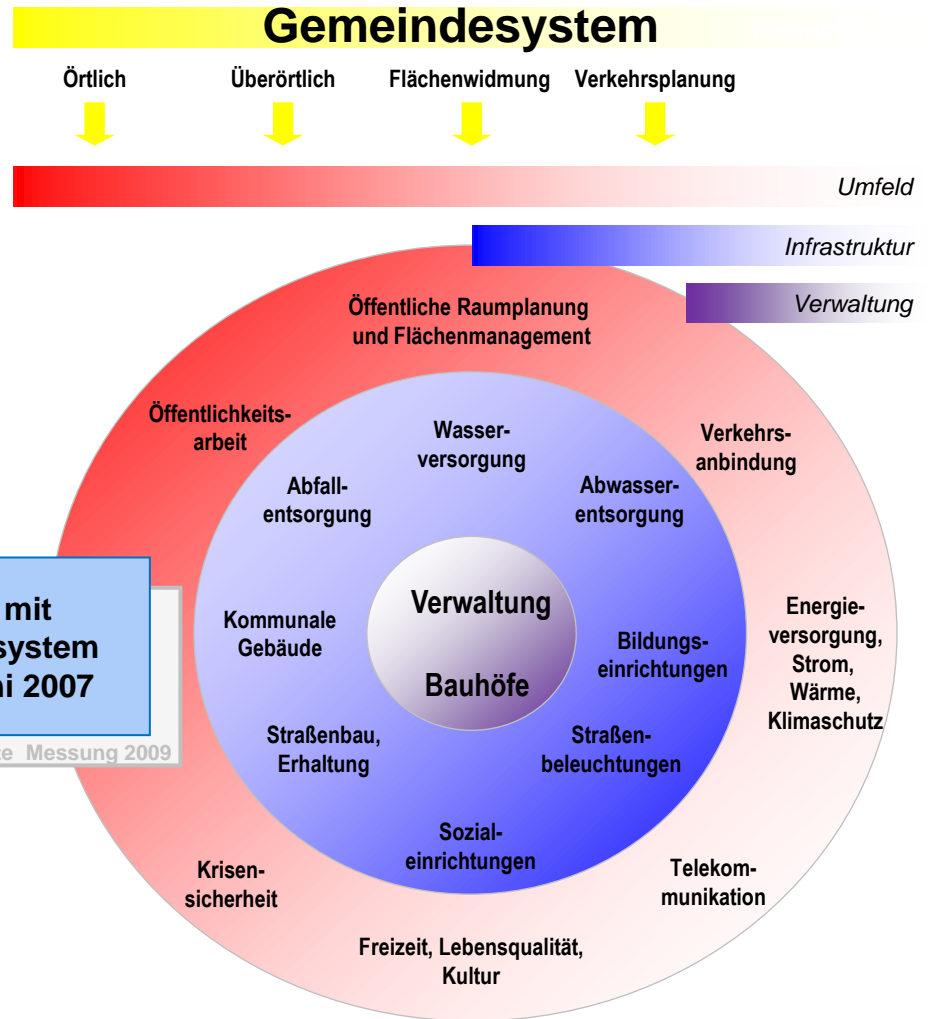 Gemeindesystem
Örtlich Überörtlich Flächenwidmung Verkehrsplanung
Umfeld
Infrastruktur
Verwaltung
Öffentliche Raumplanung
und Flächenmanagement
Öffentlichkeits-
arbeit
Wasser-
versorgung
Verkehrs-
anbindung
Abfall-
entsorgung
Abwasser-
entsorgung
mit
system
2007
Kommunale
Gebäude
Verwaltung
Bauhöfe
Bildungs-
einrichtungen
Energie-
versorgung,
Strom,
Wärme,
Klimaschutz
Messung 2009
Straßenbau,
Erhaltung
Straßen-
beleuchtungen
Sozial-
einrichtungen
Krisen-
sicherheit
Telekom-
munikation
Freizeit, Lebensqualität,
Kultur